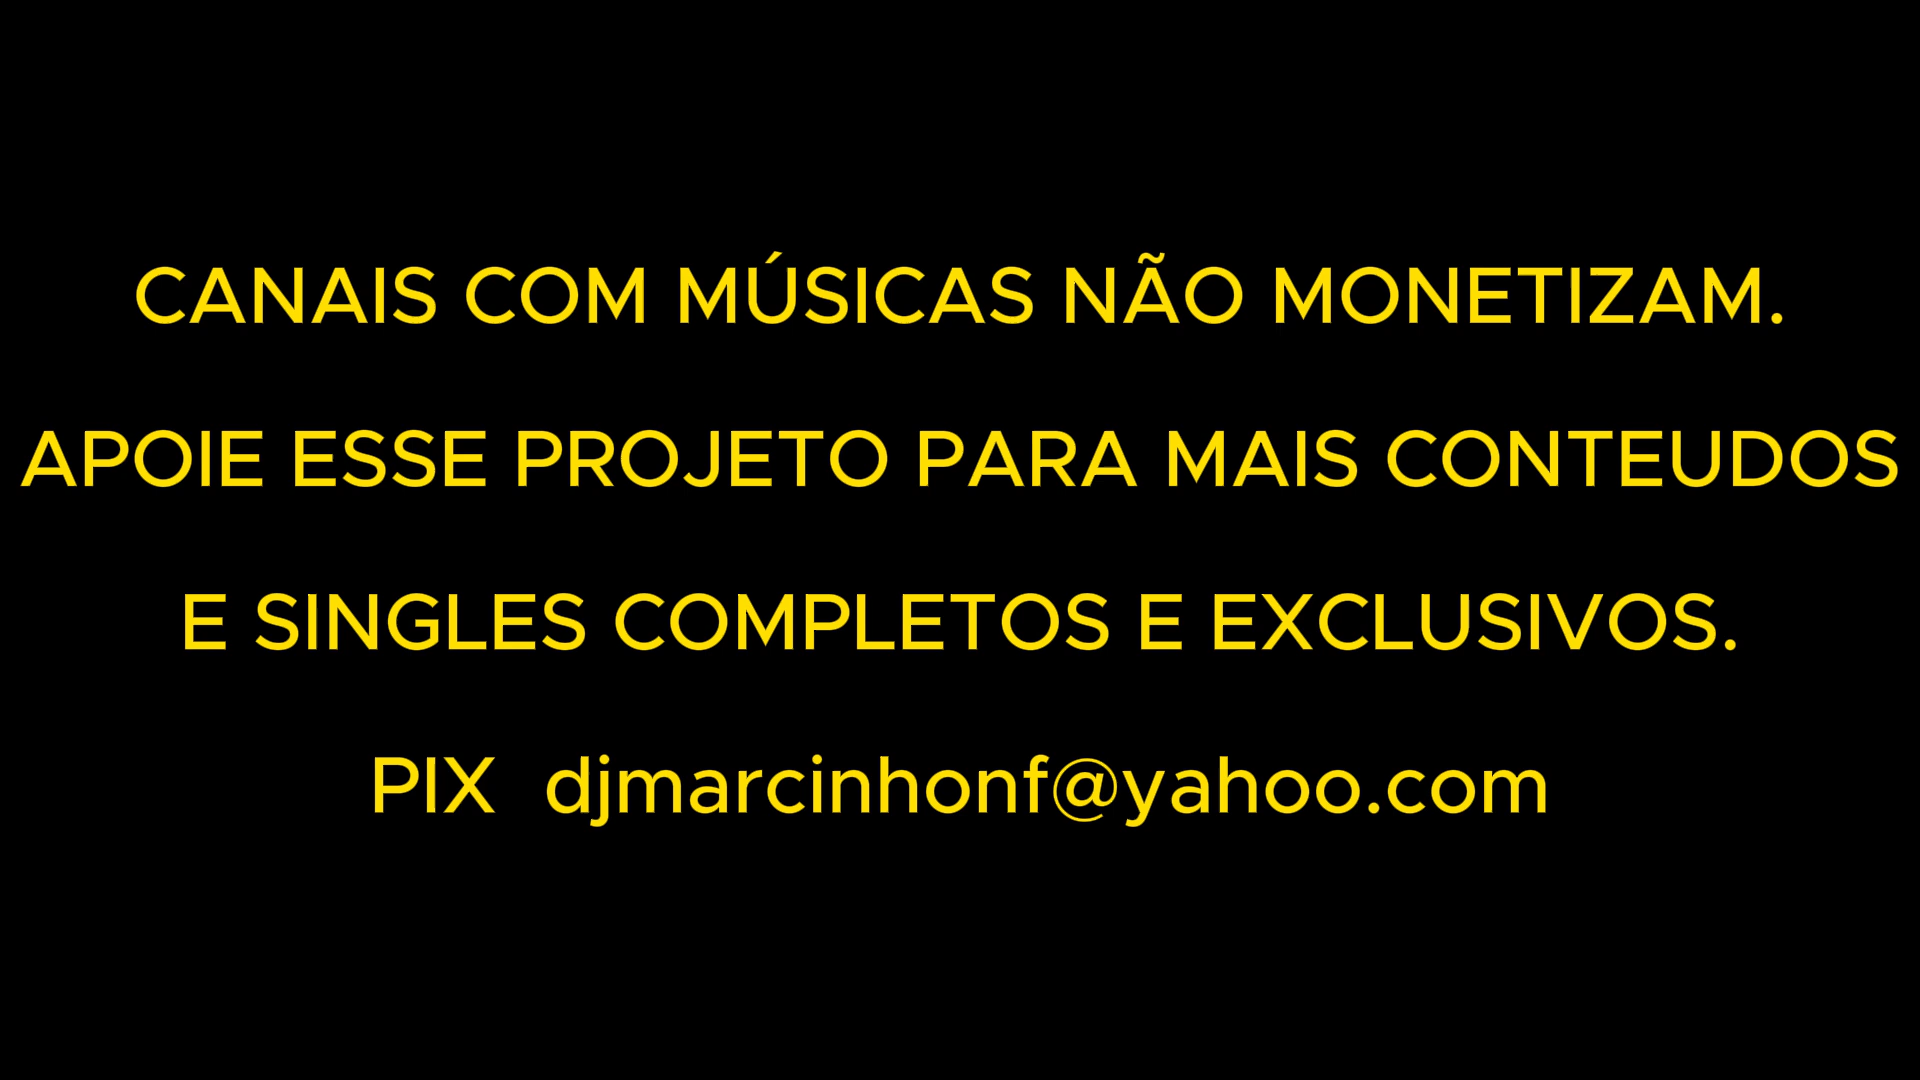 CANAIS COM MÚSICAS NÃO MONETIZAM.
APOIE ESSE PROJETO PARA MAIS CONTEUDOS
E SINGLES COMPLETOS E EXCLUSIVOS.
PIX djmarcinhonf@yahoo.com